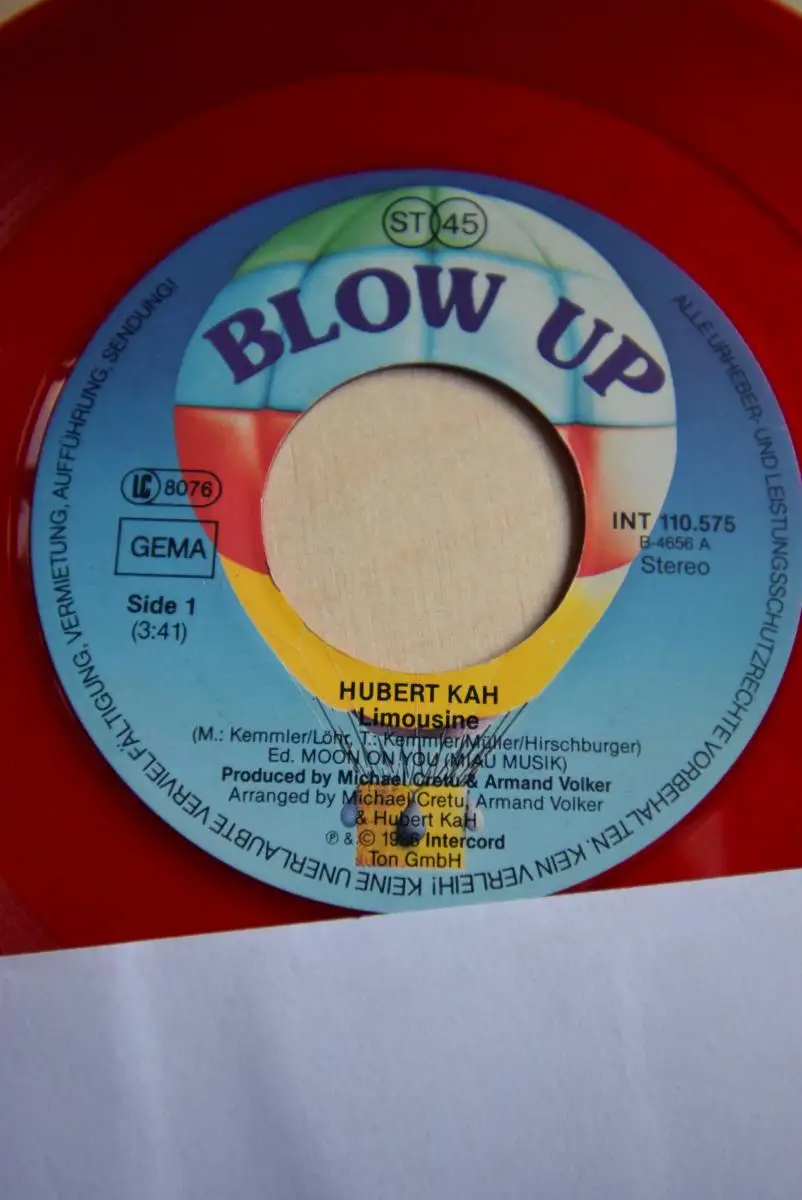 ST 45
BLOW UP
LC 8076
GEMA
Side 1
(3:41)
INT 110.575
B-4656 A
Stereo
HUBERT KAH
Limousine
(M.: Kemmler/Löhr, T.: Kemmler/Müller/Hirschburger)
Ed. MOON ON YOU (MIAU MUSIK)
Produced by Michael Cretu & Armand Volker
Arranged by Michael Cretu, Armand Volker
& Hubert KaH
℗ & © 1986 Intercord
Ton GmbH
ALLE URHEBER- UND LEISTUNGSSCHUTZRECHTE VORBEHALTEN. KEIN VERLEIH! KEINE UNERLAUBTE VERVIELFÄLTIGUNG, VERMIETUNG, AUFFÜHRUNG, SENDUNG!